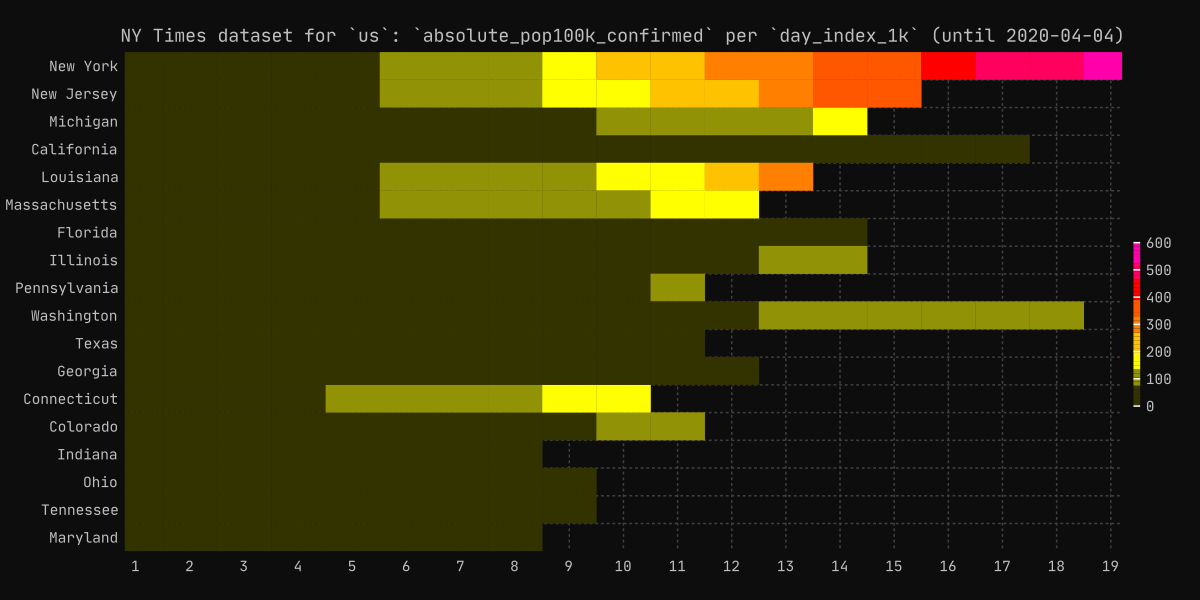 NY Times dataset for `us`: `absolute_pop100k_confirmed` per `day_index_1k` (until 2020-04-04)
New York
New Jersey
Michigan
California
Louisiana
Massachusetts
Florida
Illinois
Pennsylvania
Washington
Texas
Georgia
Connecticut
Colorado
Indiana
Ohio
Tennessee
Maryland
600
500
400
300
200
100
0
1 2 3 4 5 6 7 8 9 10 11 12 13 14 15 16 17 18 19